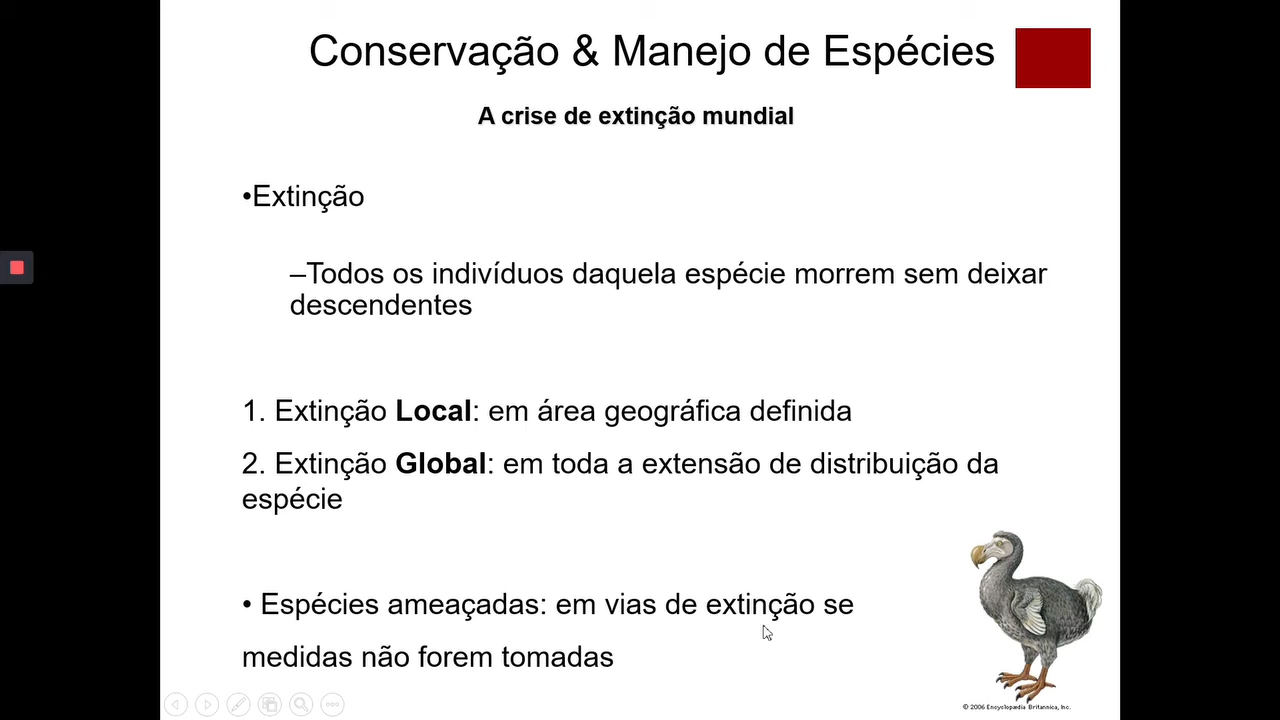 Conservação & Manejo de Espécies
A crise de extinção mundial
•Extinção
–Todos os indivíduos daquela espécie morrem sem deixar
descendentes
1. Extinção Local: em área geográfica definida
2. Extinção Global: em toda a extensão de distribuição da
espécie
• Espécies ameaçadas: em vias de extinção se
medidas não forem tomadas
© 2006 Encyclopædia Britannica, Inc.